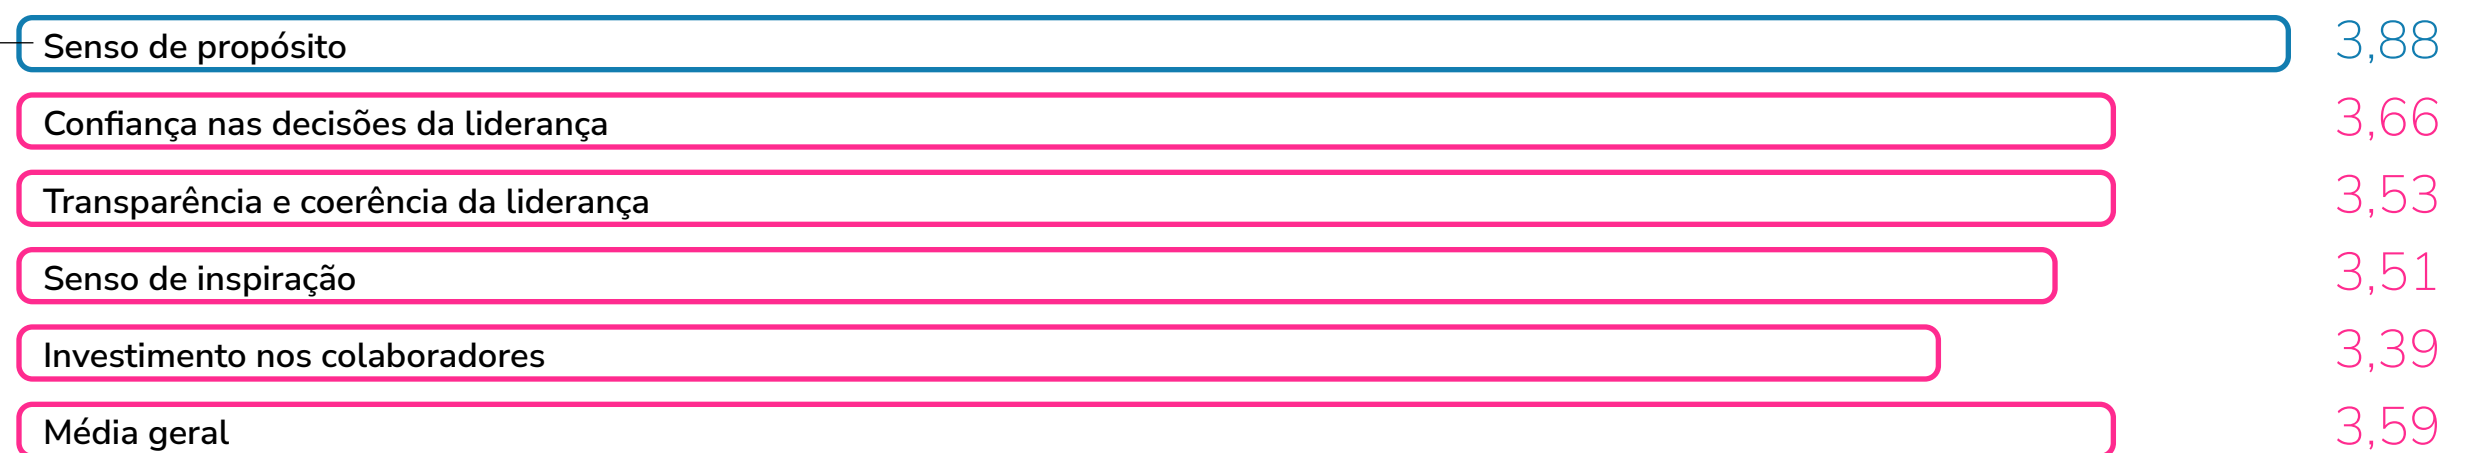 Senso de propósito 3,88
Confiança nas decisões da liderança 3,66
Transparência e coerência da liderança 3,53
Senso de inspiração 3,51
Investimento nos colaboradores 3,39
Média geral 3,59